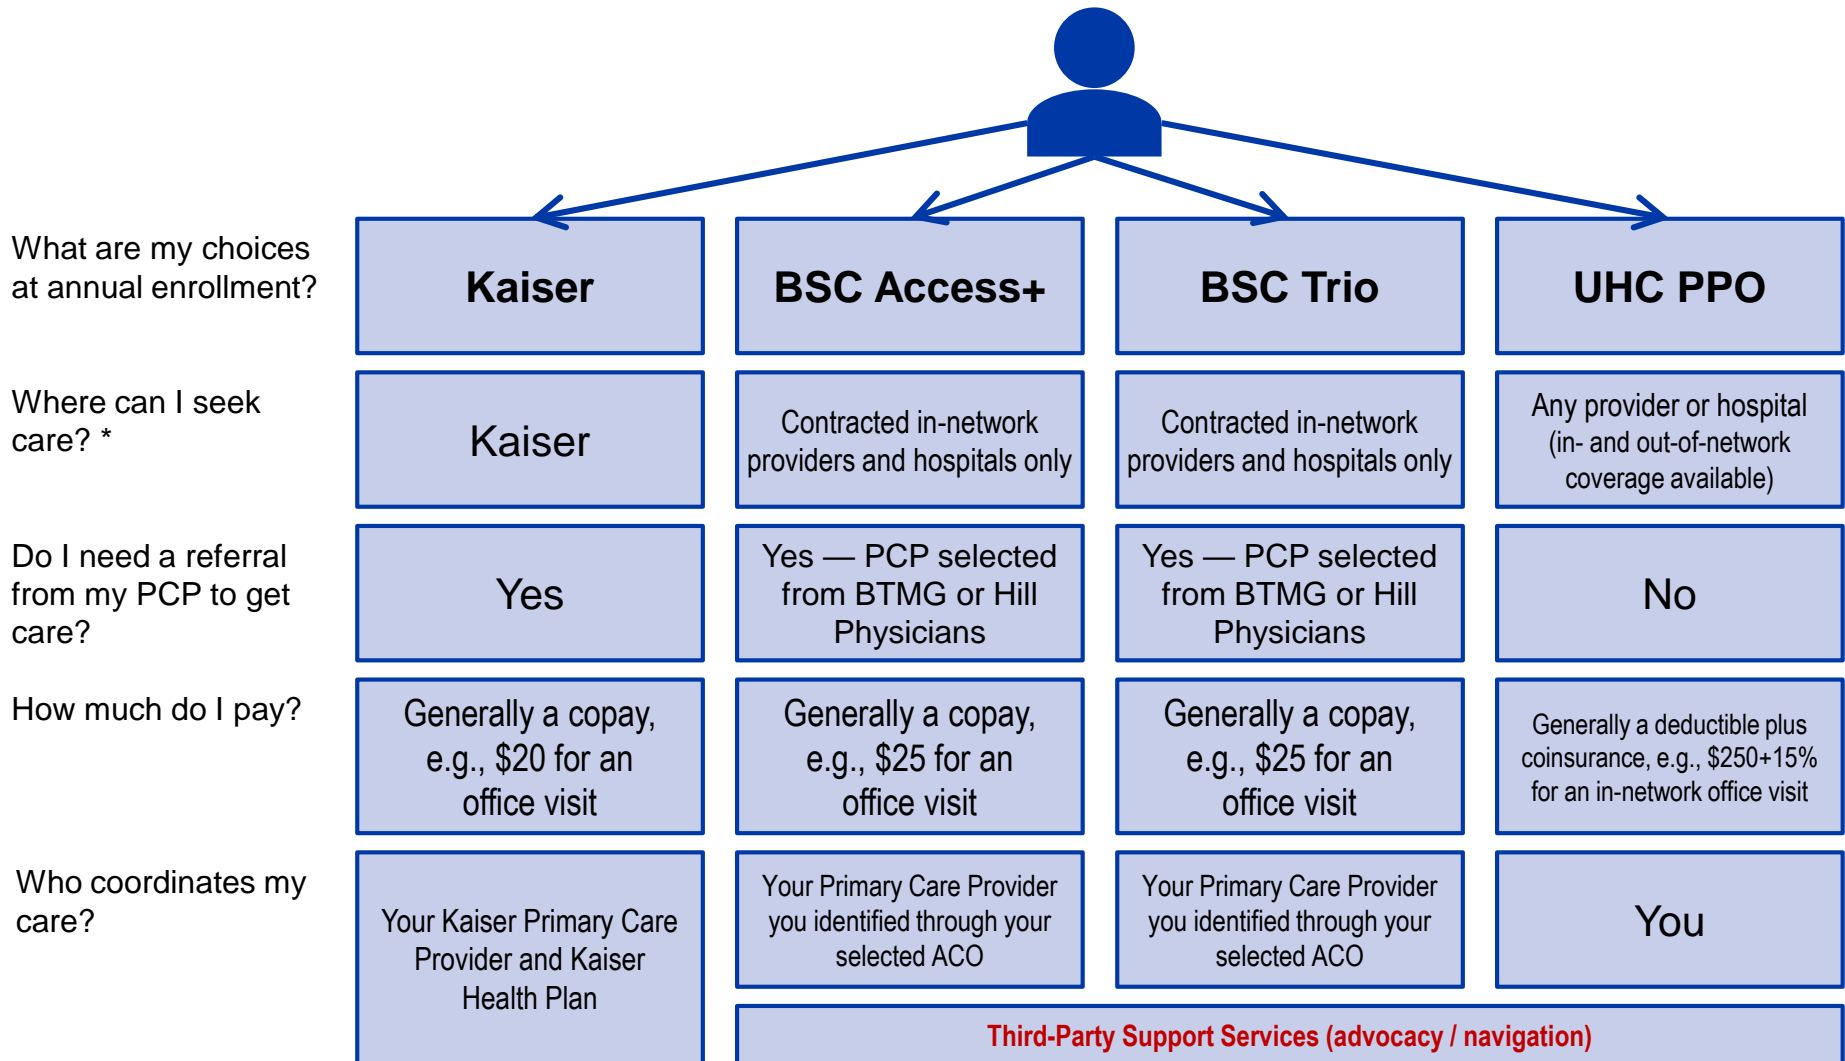 What are my choices
at annual enrollment?
Kaiser
BSC Access+
BSC Trio
UHC PPO
Where can I seek
care? *
Kaiser
Contracted in-network
providers and hospitals only
Contracted in-network
providers and hospitals only
Any provider or hospital
(in- and out-of-network
coverage available)
Do I need a referral
from my PCP to get
care?
Yes
Yes — PCP selected
from BTMG or Hill
Physicians
Yes — PCP selected
from BTMG or Hill
Physicians
No
How much do I pay?
Generally a copay,
e.g., $20 for an
office visit
Generally a copay,
e.g., $25 for an
office visit
Generally a copay,
e.g., $25 for an
office visit
Generally a deductible plus
coinsurance, e.g., $250+15%
for an in-network office visit
Who coordinates my
care?
Your Kaiser Primary Care
Provider and Kaiser
Health Plan
Your Primary Care Provider
you identified through your
selected ACO
Your Primary Care Provider
you identified through your
selected ACO
You
Third-Party Support Services (advocacy / navigation)